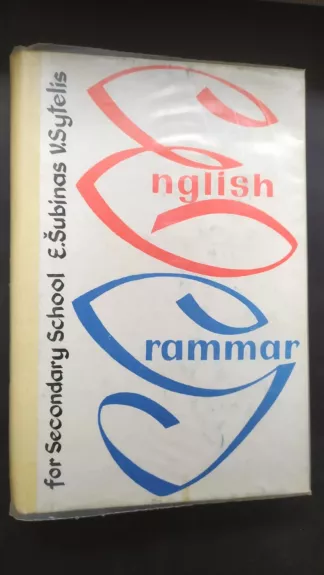 English
Grammar
for Secondary School E.Šubinas V.Sytelis